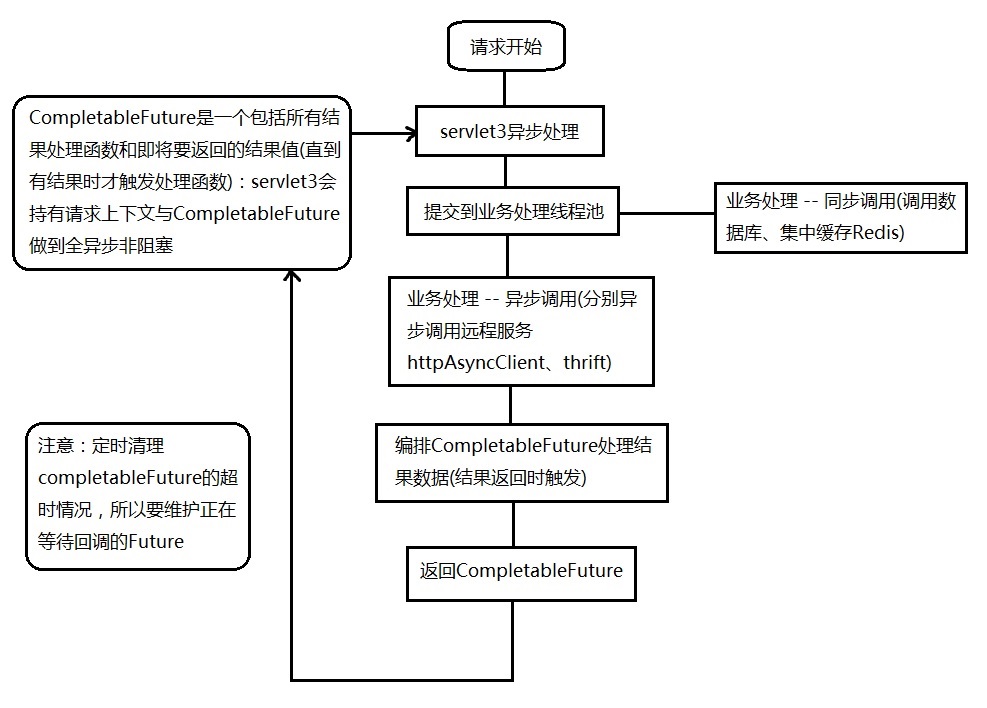 请求开始
CompletableFuture是一个包括所有结
果处理函数和即将要返回的结果值(直到
有结果时才触发处理函数)：servlet3会
持有请求上下文与CompletableFuture
做到全异步非阻塞
servlet3异步处理
提交到业务处理线程池
业务处理 -- 同步调用(调用数
据库、集中缓存Redis)
业务处理 -- 异步调用(分别异
步调用远程服务
httpAsyncClient、thrift)
编排CompletableFuture处理结
果数据(结果返回时触发)
注意：定时清理
completableFuture的超
时情况，所以要维护正在
等待回调的Future
返回CompletableFuture